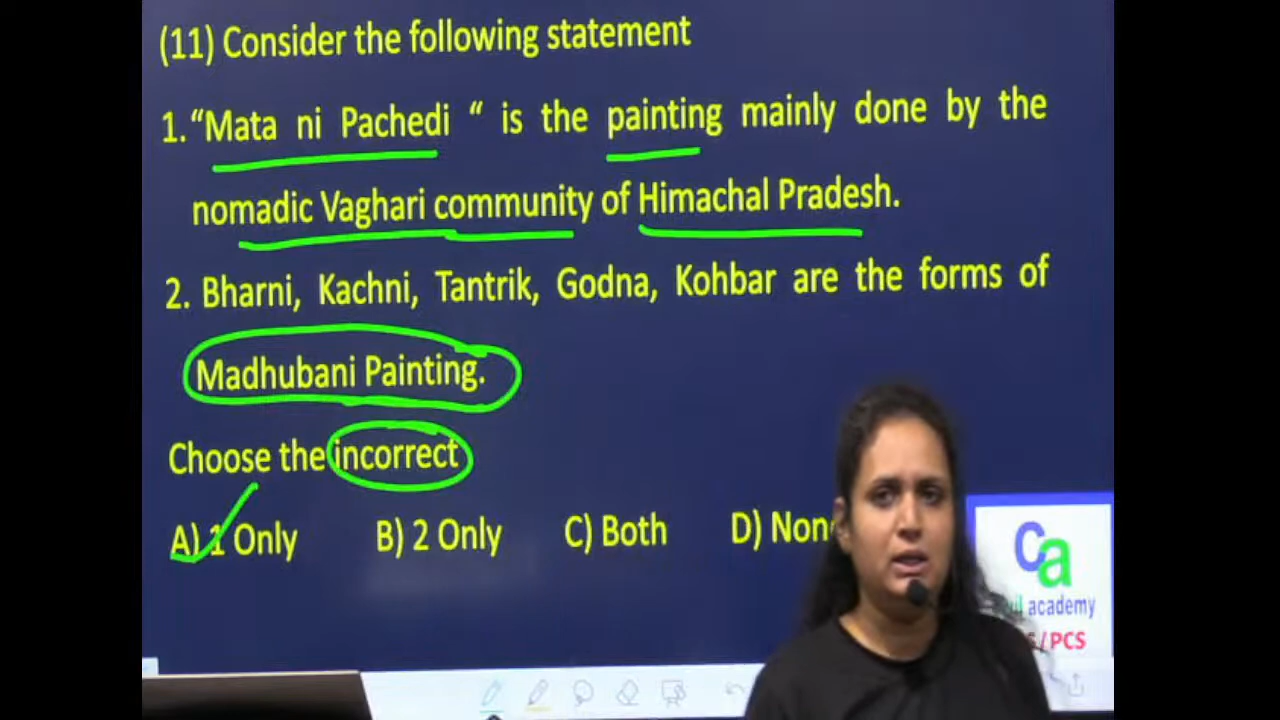 (11) Consider the following statement
1. “Mata ni Pachedi “ is the painting mainly done by the
nomadic Vaghari community of Himachal Pradesh.
2. Bharni, Kachni, Tantrik, Godna, Kohbar are the forms of
Madhubani Painting.
Choose the incorrect
A) 1 Only B) 2 Only C) Both D)
Ca
academy
/ PCS